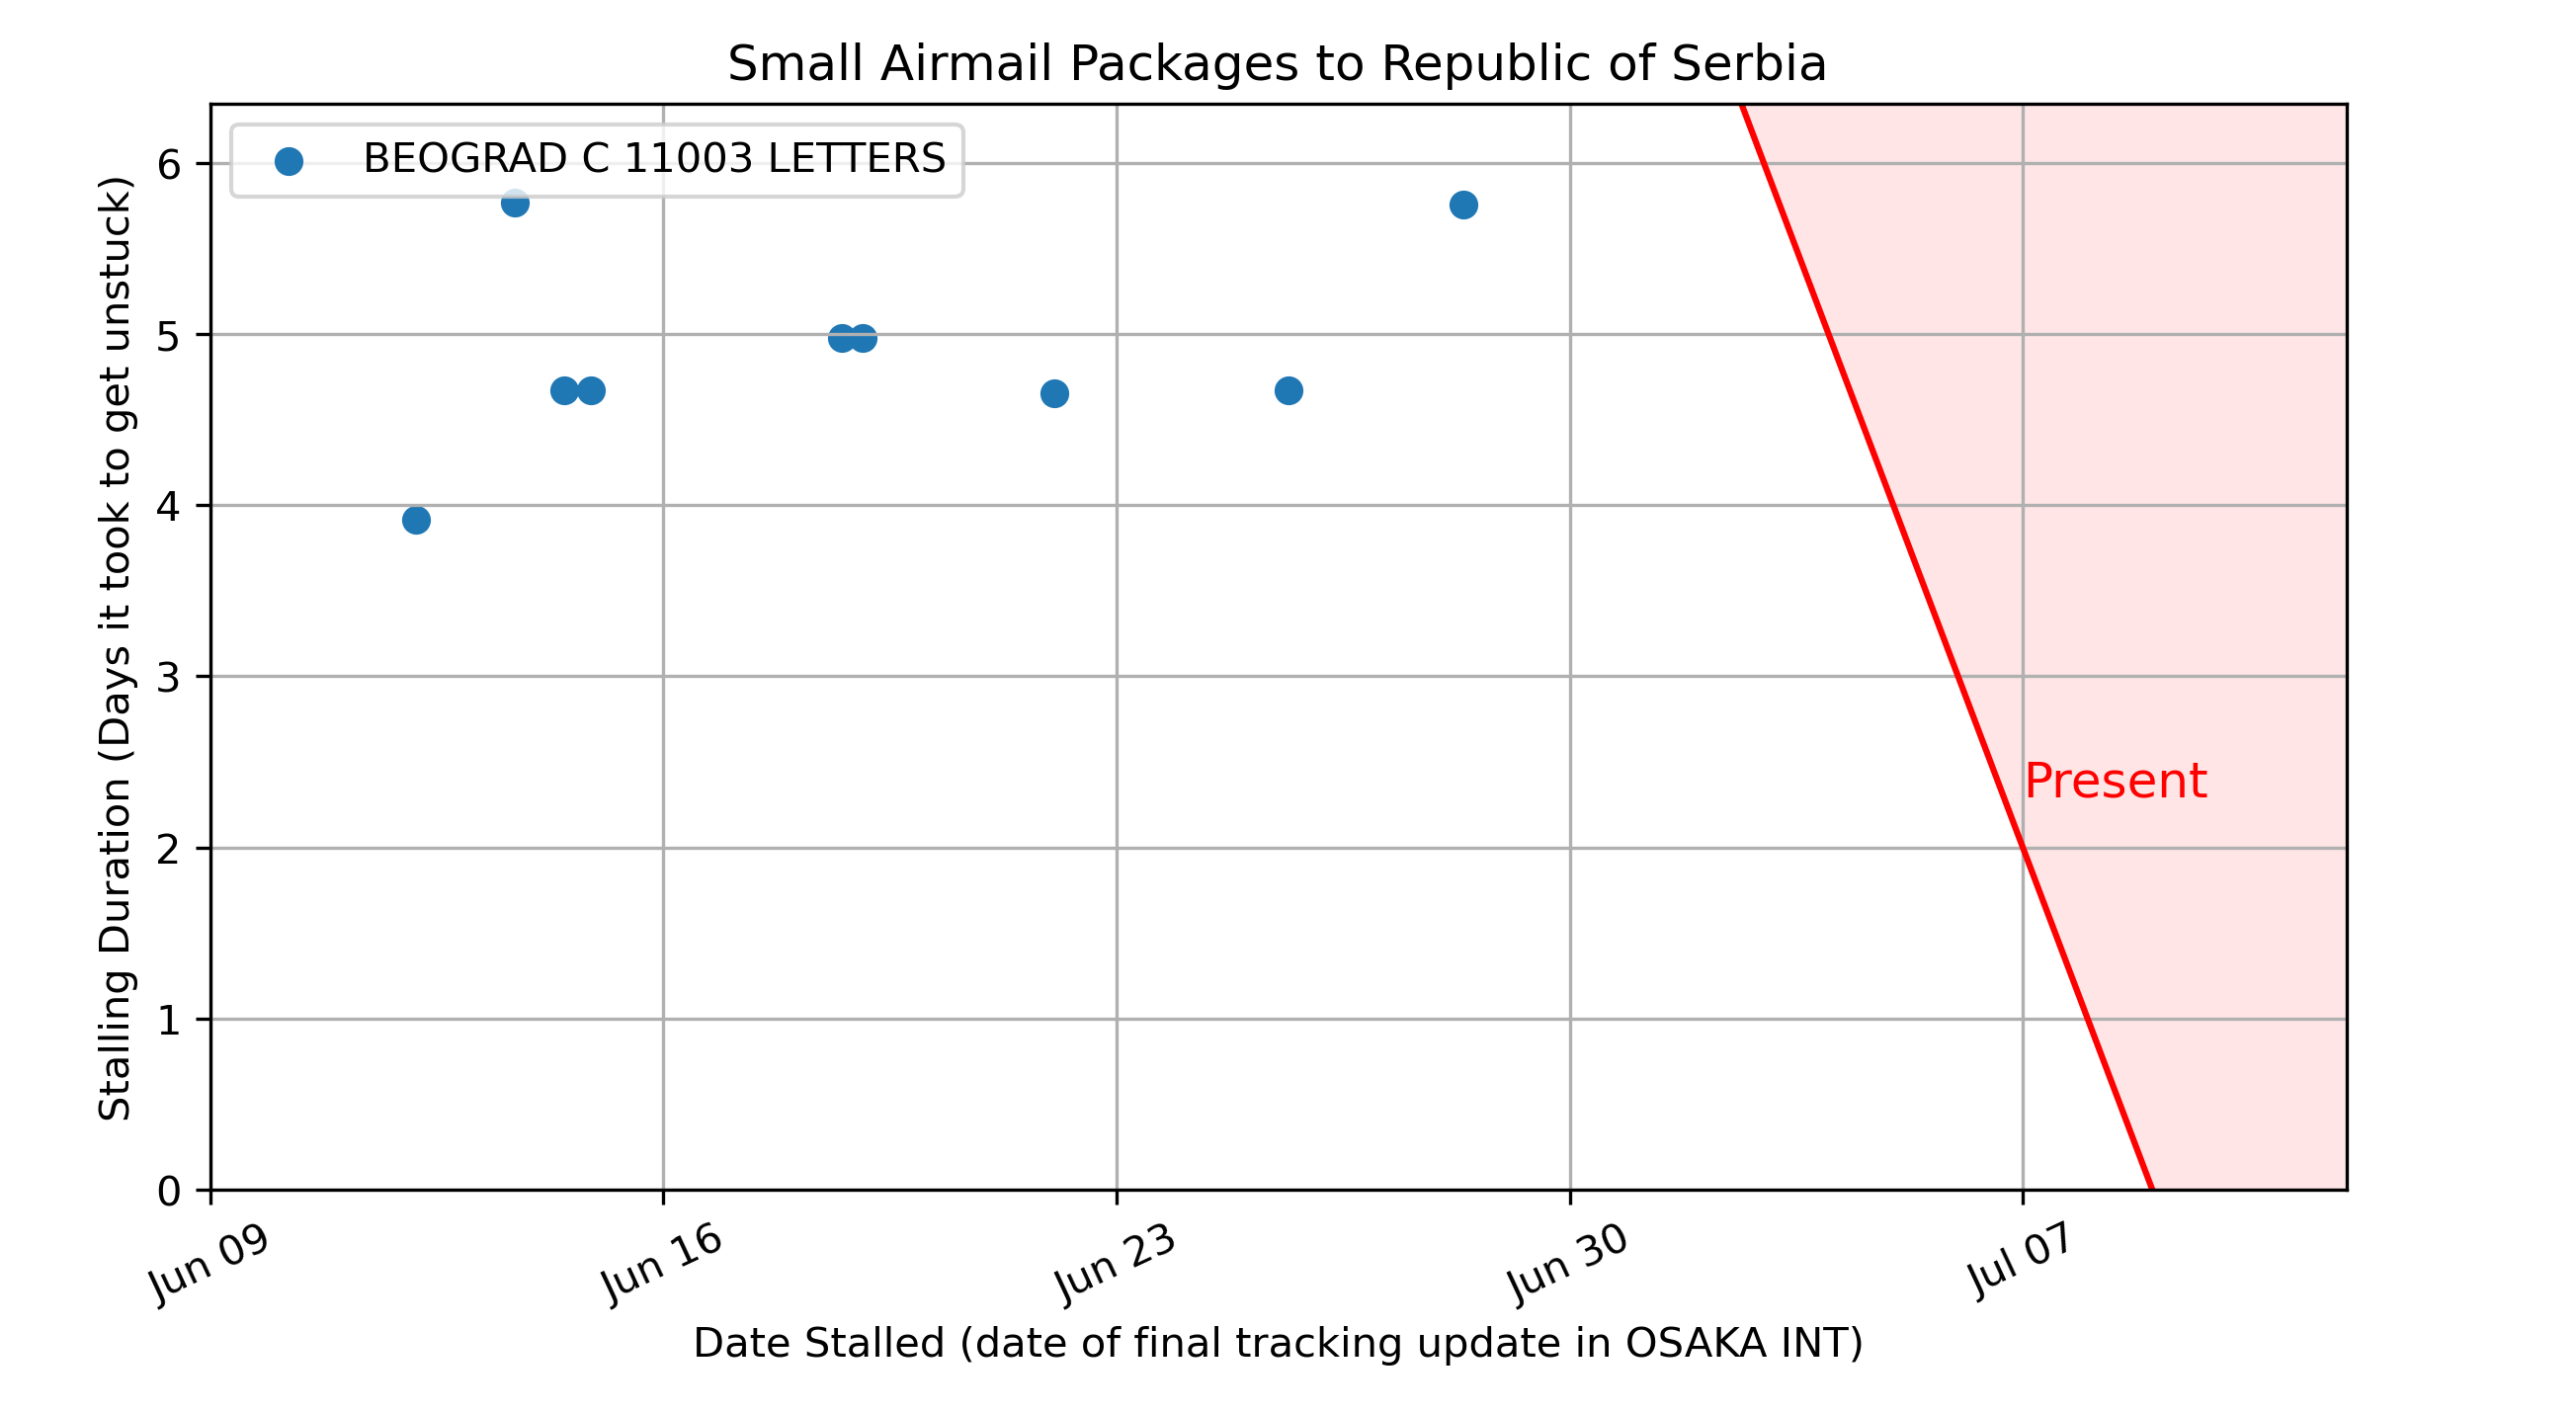 Small Airmail Packages to Republic of Serbia
BEOGRAD C 11003 LETTERS
Stalling Duration (Days it took to get unstuck)
6
5
4
3
2
1
0
Present
Jun 09
Jun 16
Jun 23
Jun 30
Jul 07
Date Stalled (date of final tracking update in OSAKA INT)